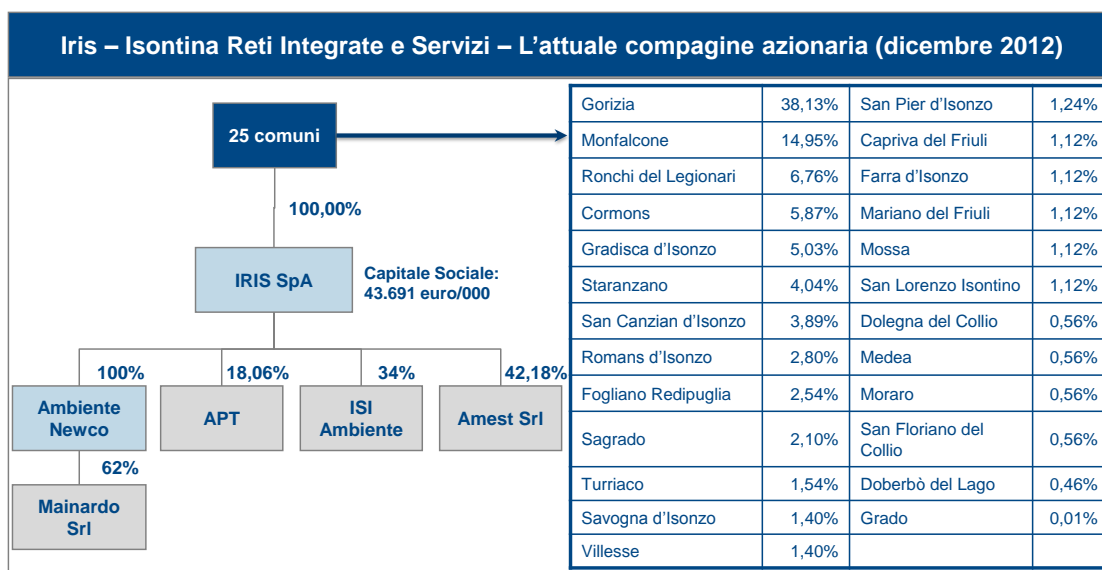 Iris – Isontina Reti Integrate e Servizi – L'attuale compagine azionaria (dicembre 2012)
25 comuni
100,00%
IRIS SpA
Capitale Sociale:
43.691 euro/000
100%
18,06%
34%
42,18%
Ambiente
Newco
APT
ISI
Ambiente
Amest Srl
62%
Mainardo
Srl
Gorizia 38,13% San Pier d'Isonzo 1,24%
Monfalcone 14,95% Capriva del Friuli 1,12%
Ronchi del Legionari 6,76% Farra d'Isonzo 1,12%
Cormons 5,87% Mariano del Friuli 1,12%
Gradisca d'Isonzo 5,03% Mossa 1,12%
Staranzano 4,04% San Lorenzo Isontino 1,12%
San Canzian d'Isonzo 3,89% Dolegna del Collio 0,56%
Romans d'Isonzo 2,80% Medea 0,56%
Fogliano Redipuglia 2,54% Moraro 0,56%
Sagrado 2,10% San Floriano del
Collio 0,56%
Turriaco 1,54% Doberbò del Lago 0,46%
Savogna d'Isonzo 1,40% Grado 0,01%
Villesse 1,40%